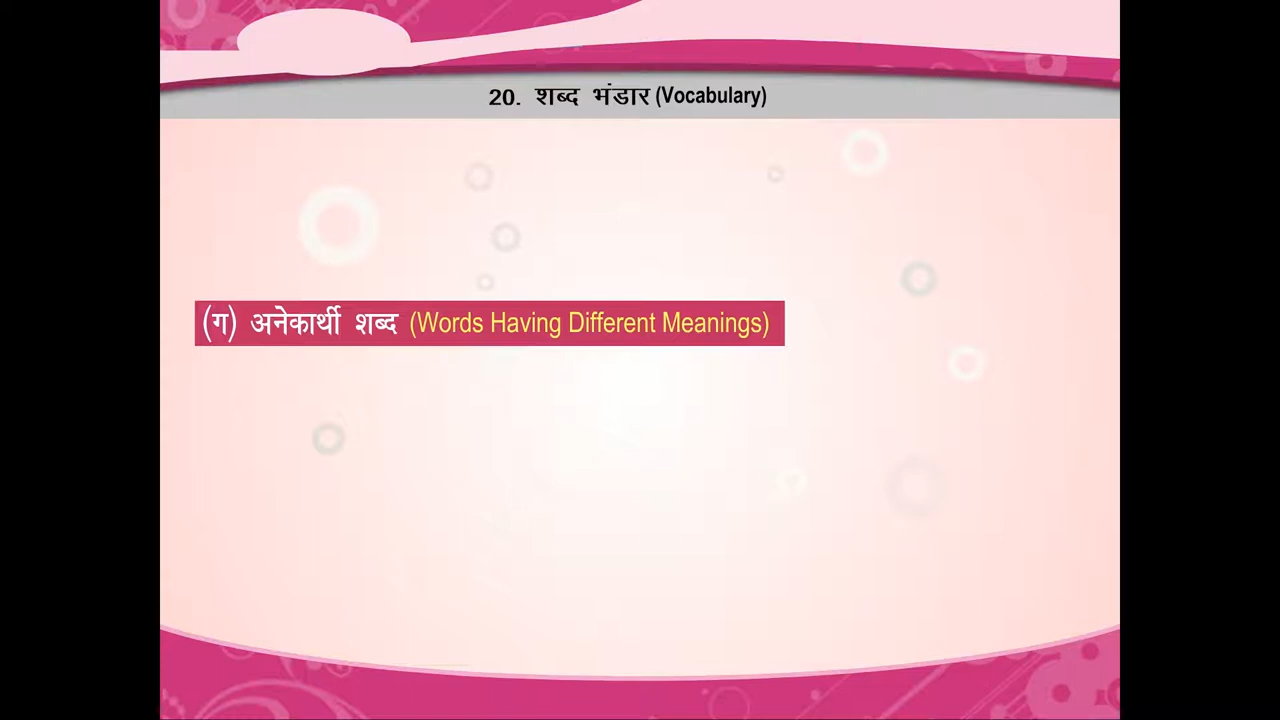 20. शब्द भंडार (Vocabulary)
(ग) अनेकार्थी शब्द (Words Having Different Meanings)